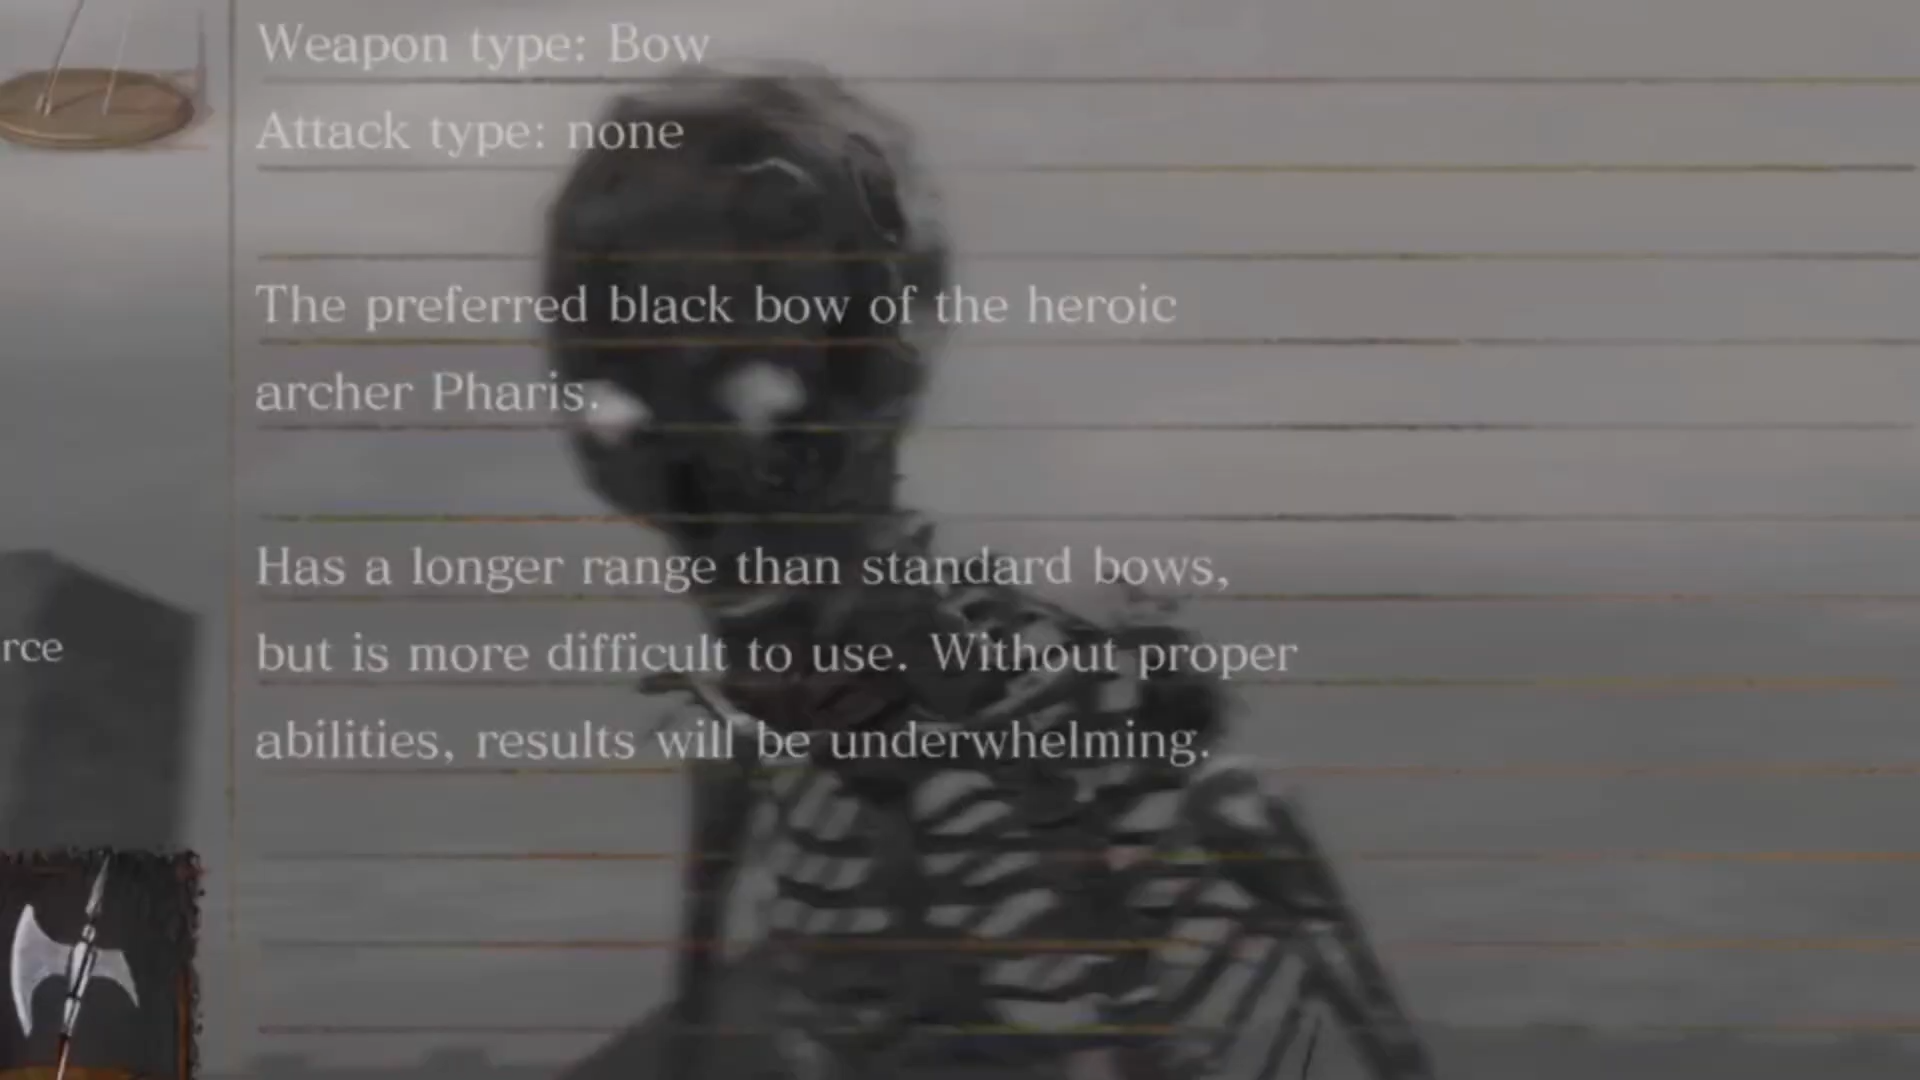 Weapon type: Bow
Attack type: none
The preferred black bow of the heroic
archer Pharis.
Has a longer range than standard bows,
but is more difficult to use. Without proper
abilities, results will be underwhelming.
rce